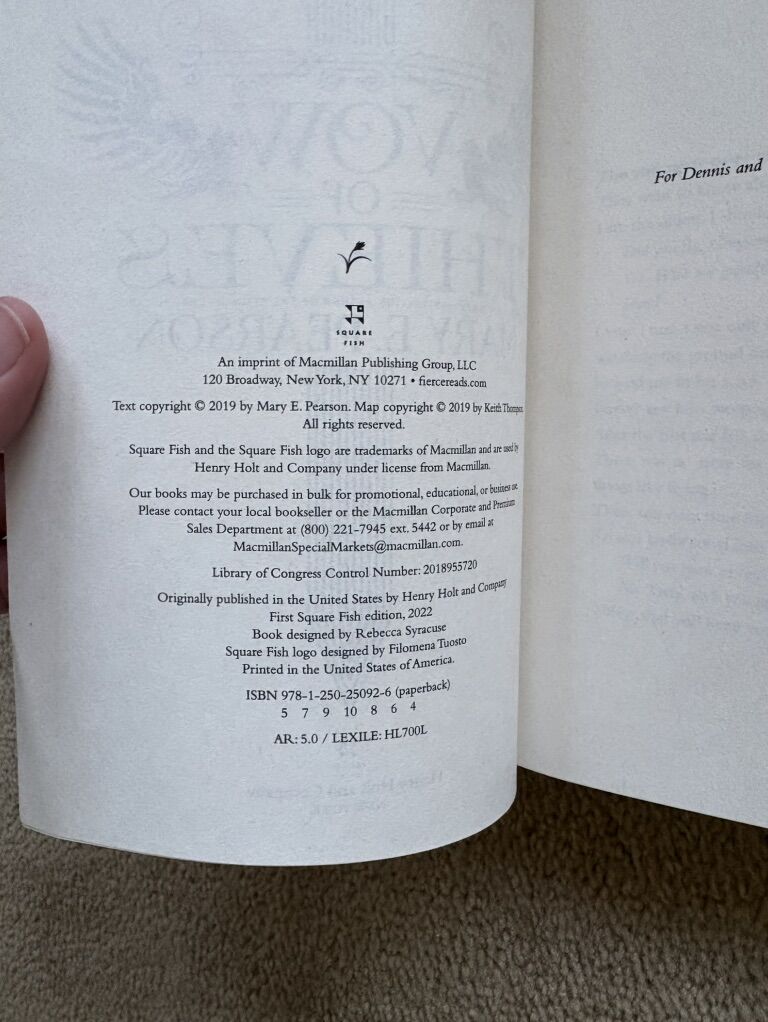 SQUARE
FISH
An imprint of Macmillan Publishing Group, LLC
120 Broadway, New York, NY 10271 • fiercereads.com
Text copyright © 2019 by Mary E. Pearson. Map copyright © 2019 by Keith Thompson
All rights reserved.
Square Fish and the Square Fish logo are trademarks of Macmillan and are used by
Henry Holt and Company under license from Macmillan.
Our books may be purchased in bulk for promotional, educational, or business use.
Please contact your local bookseller or the Macmillan Corporate and Premium
Sales Department at (800) 221-7945 ext. 5442 or by email at
MacmillanSpecialMarkets@macmillan.com.
Library of Congress Control Number: 2018955720
Originally published in the United States by Henry Holt and Company
First Square Fish edition, 2022
Book designed by Rebecca Syracuse
Square Fish logo designed by Filomena Tuosto
Printed in the United States of America.
ISBN 978-1-250-25092-6 (paperback)
5 7 9 10 8 6 4
AR: 5.0 / LEXILE: HL700L
For Dennis and
VOW
OF
THIEVES
MARY E. PEARSON